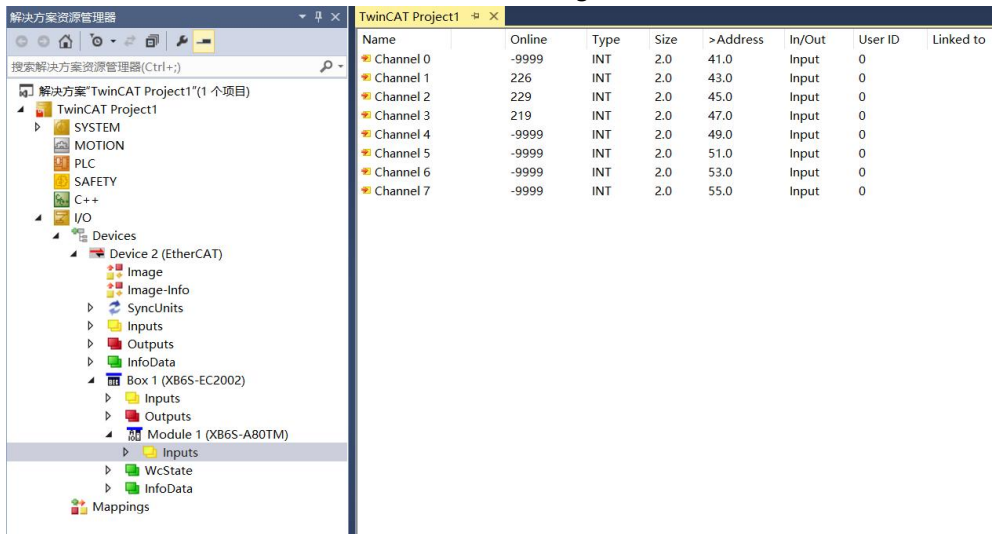 解决方案资源管理器
搜索解决方案资源管理器(Ctrl+;)
解决方案"TwinCAT Project1"(1 个项目)
TwinCAT Project1
SYSTEM
MOTION
PLC
SAFETY
C++
I/O
Devices
Device 2 (EtherCAT)
Image
Image-Info
SyncUnits
Inputs
Outputs
InfoData
Box 1 (XB6S-EC2002)
Inputs
Outputs
Module 1 (XB6S-A80TM)
Inputs
WcState
InfoData
Mappings
TwinCAT Project1
Name Online Type Size >Address In/Out User ID Linked to
Channel 0 -9999 INT 2.0 41.0 Input 0
Channel 1 226 INT 2.0 43.0 Input 0
Channel 2 229 INT 2.0 45.0 Input 0
Channel 3 219 INT 2.0 47.0 Input 0
Channel 4 -9999 INT 2.0 49.0 Input 0
Channel 5 -9999 INT 2.0 51.0 Input 0
Channel 6 -9999 INT 2.0 53.0 Input 0
Channel 7 -9999 INT 2.0 55.0 Input 0